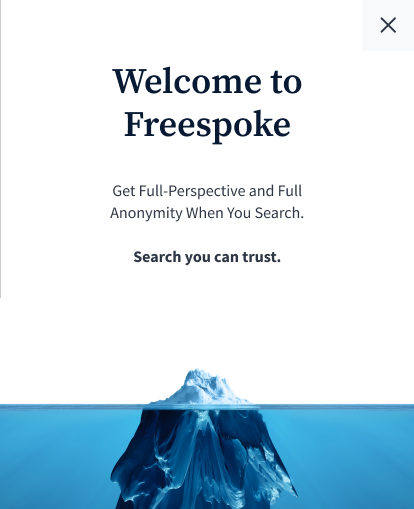 Welcome to
Freespoke
Get Full-Perspective and Full
Anonymity When You Search.
Search you can trust.